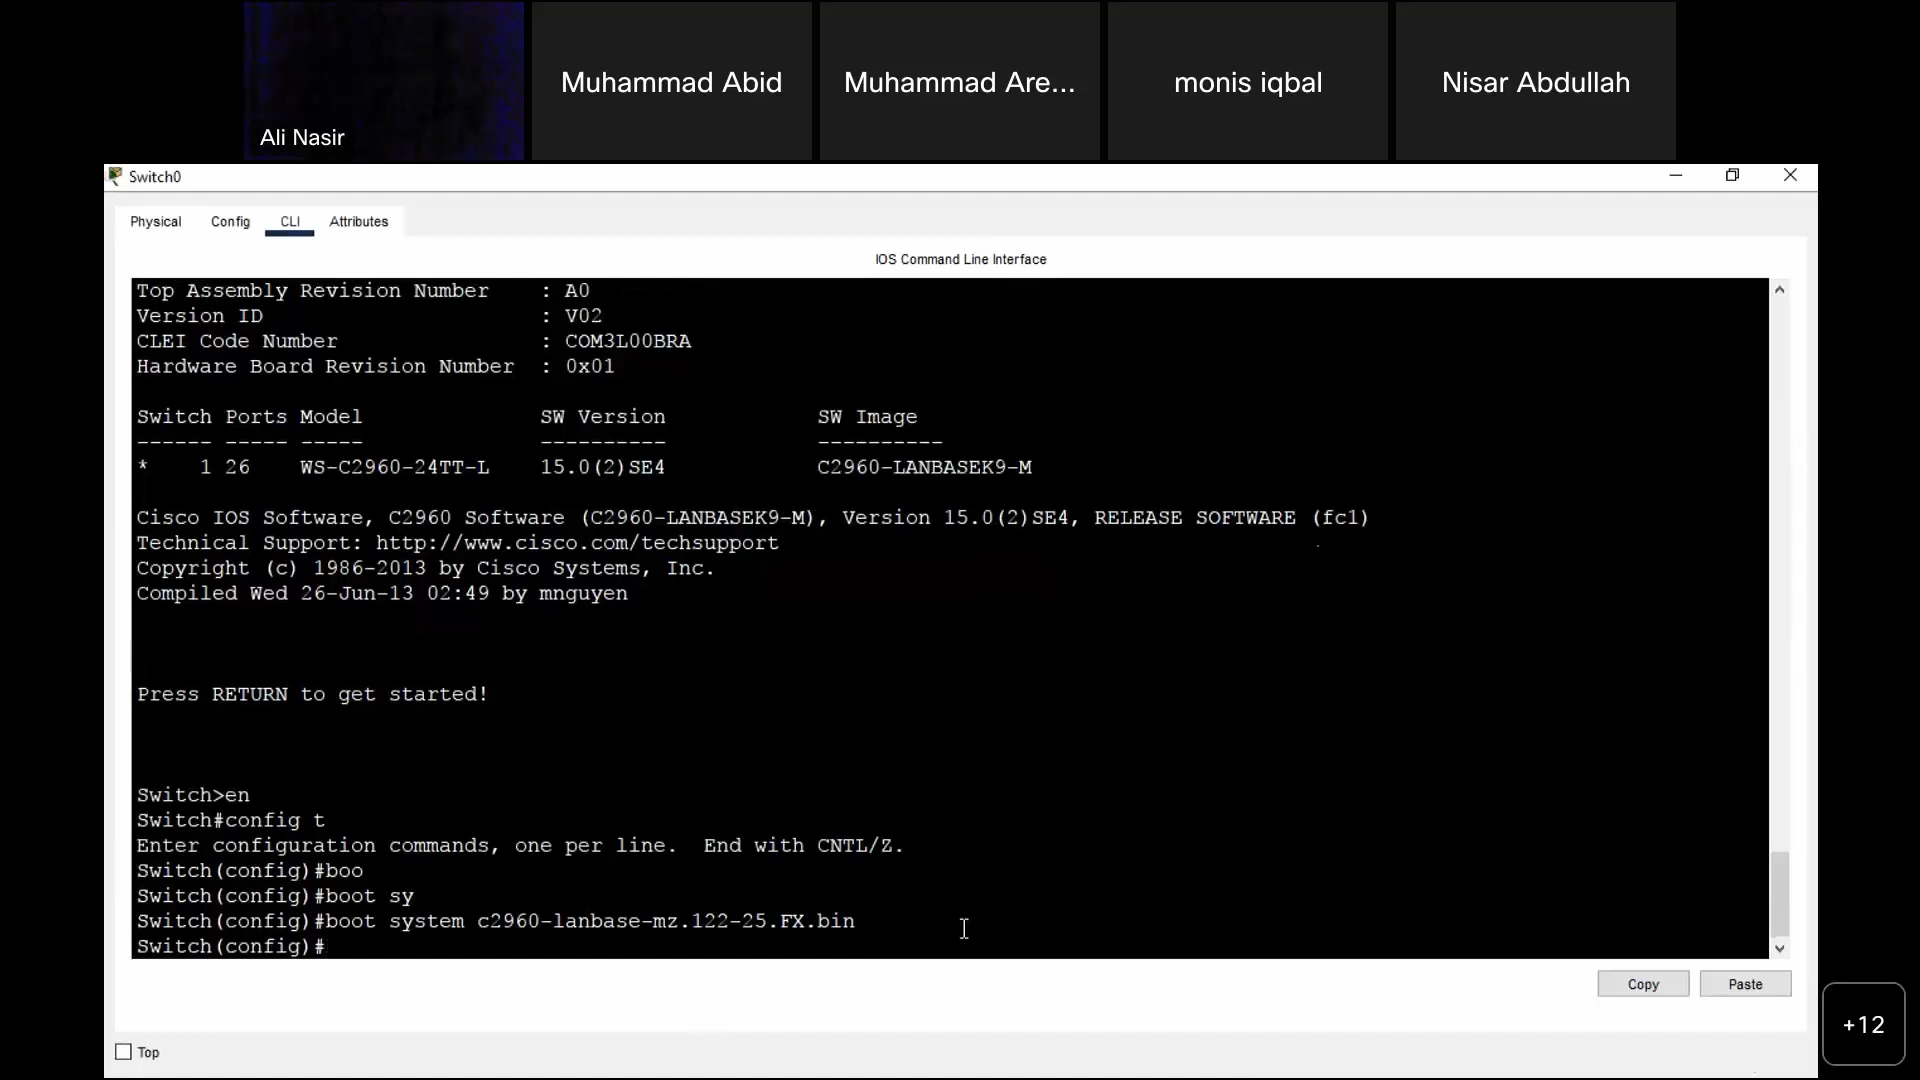 Ali Nasir
Muhammad Abid
Muhammad Are...
monis iqbal
Nisar Abdullah
Switch0
Physical Config CLI Attributes
IOS Command Line Interface
Top Assembly Revision Number    : A0
Version ID                      : V02
CLEI Code Number                : COM3L00BRA
Hardware Board Revision Number  : 0x01
Switch Ports Model              SW Version            SW Image
------ ----- -----              ----------            ----------
*    1 26    WS-C2960-24TT-L    15.0(2)SE4            C2960-LANBASEK9-M
Cisco IOS Software, C2960 Software (C2960-LANBASEK9-M), Version 15.0(2)SE4, RELEASE SOFTWARE (fc1)
Technical Support: http://www.cisco.com/techsupport
Copyright (c) 1986-2013 by Cisco Systems, Inc.
Compiled Wed 26-Jun-13 02:49 by mnguyen
Press RETURN to get started!
Switch>en
Switch#config t
Enter configuration commands, one per line.  End with CNTL/Z.
Switch(config)#boo
Switch(config)#boot sy
Switch(config)#boot system c2960-lanbase-mz.122-25.FX.bin
Switch(config)#
Copy Paste
+12
Top